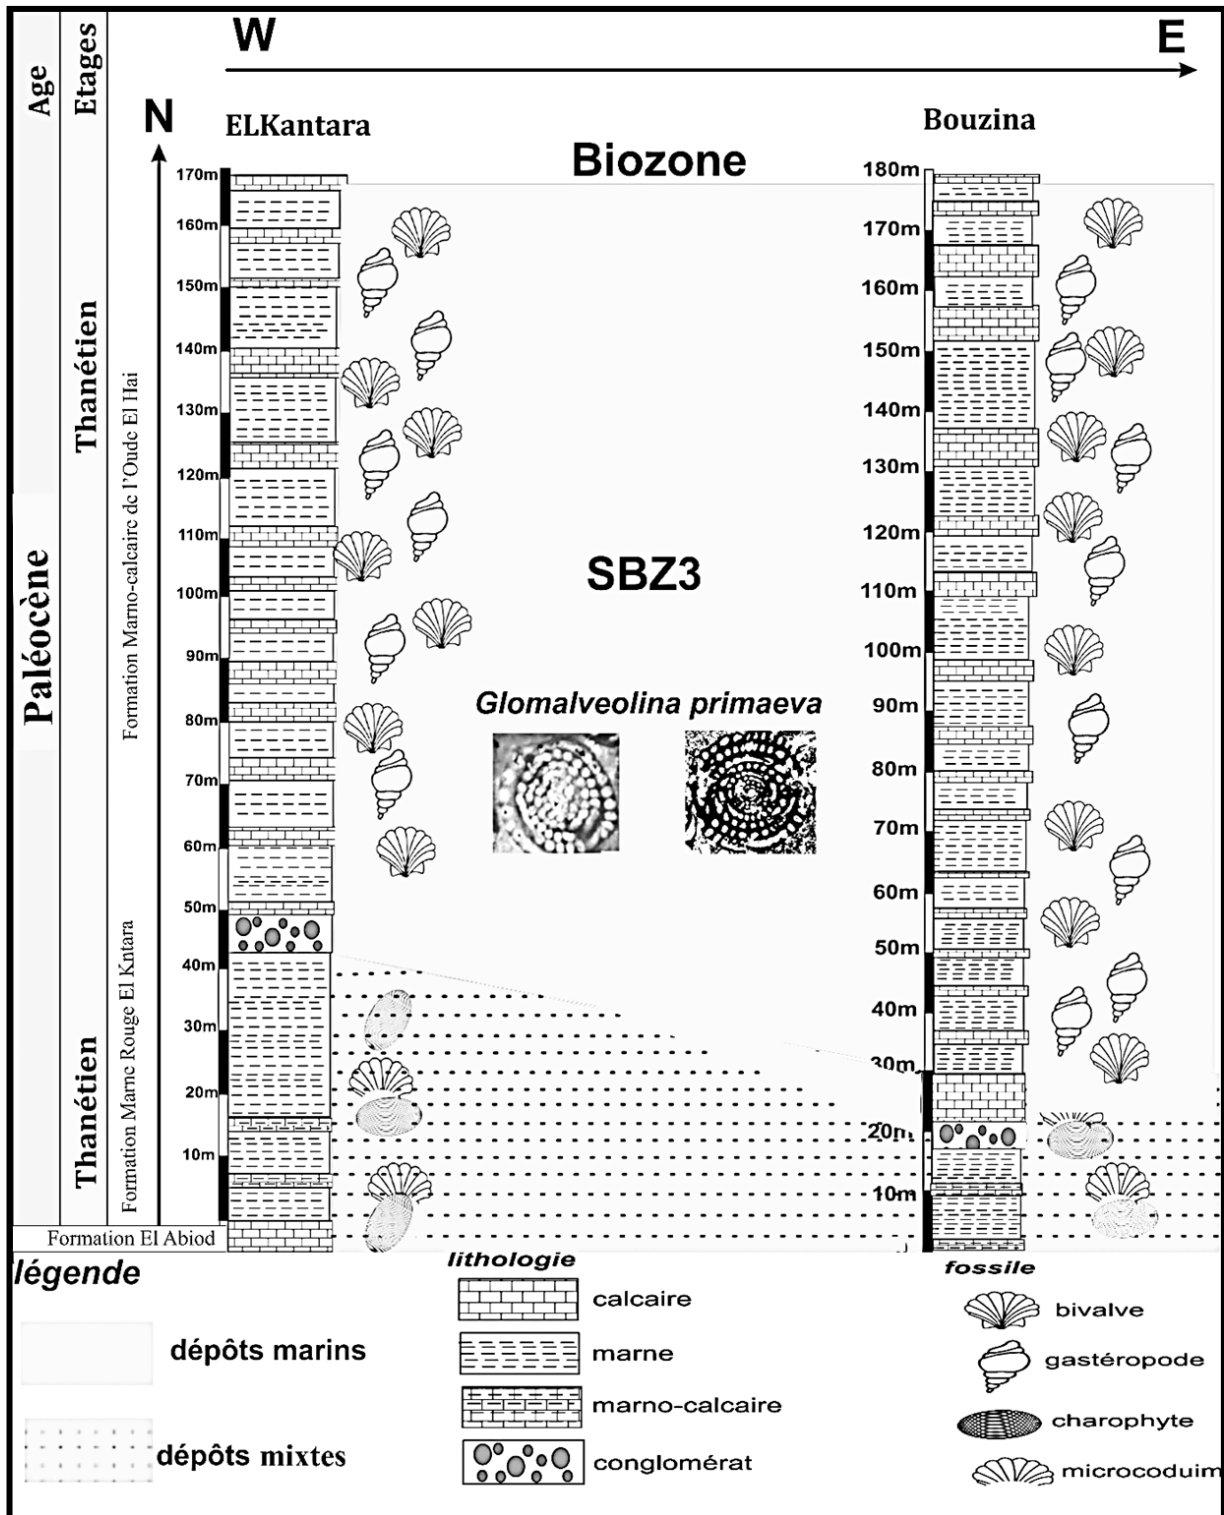 W
E
Age
Etages
N
ELKantara
Bouzina
Biozone
170m
160m
150m
140m
130m
120m
110m
100m
90m
80m
70m
60m
50m
40m
30m
20m
10m
180m
170m
160m
150m
140m
130m
120m
110m
100m
90m
80m
70m
60m
50m
40m
30m
20m
10m
Paléocène
Thanétien
Thanétien
Formation Marno-calcaire de l'Oude El Hai
Formation Marne Rouge El Kntara
SBZ3
Glomalveolina primaeva
Formation El Abiod
légende
dépôts marins
dépôts mixtes
lithologie
calcaire
marne
marno-calcaire
conglomérat
fossile
bivalve
gastéropode
charophyte
microcoduim